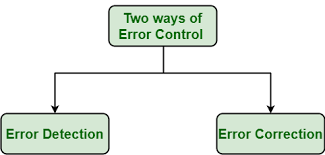 Two ways of
Error Control
Error Detection
Error Correction